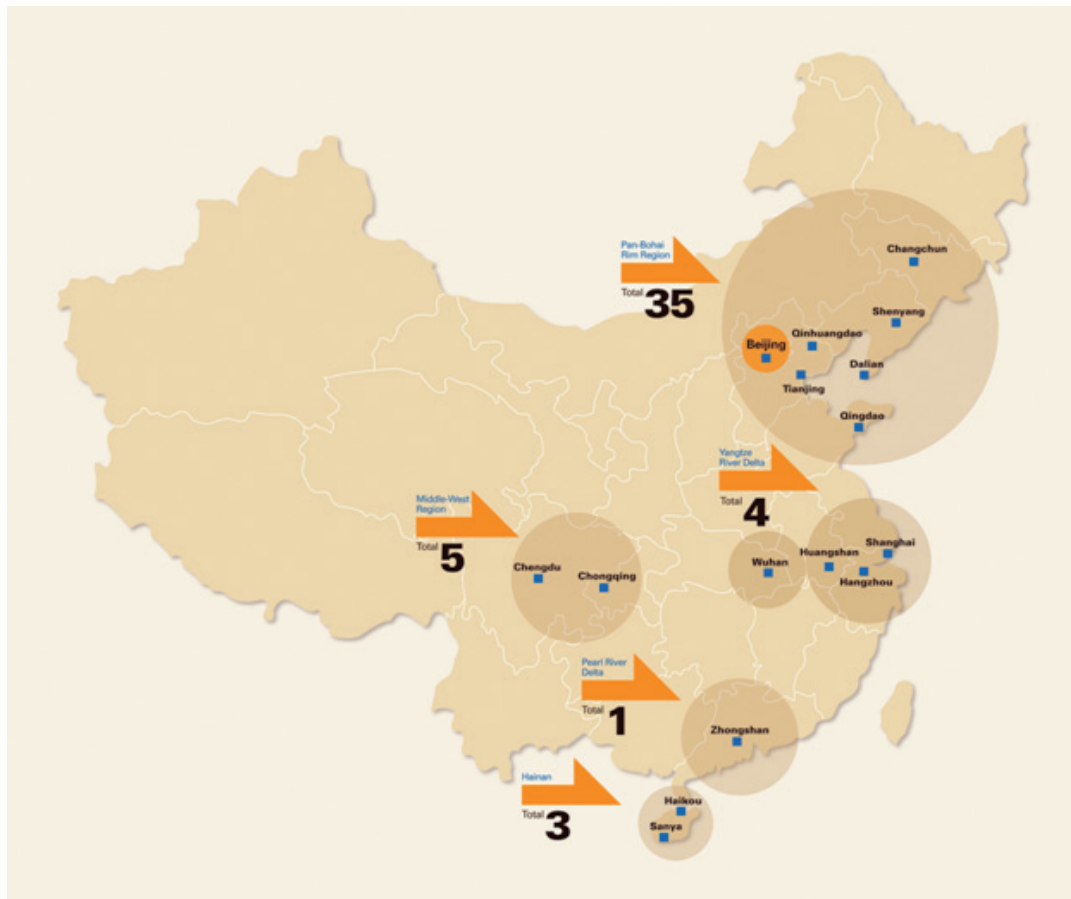 Changchun
Pan-Bohai
Rim Region
Total 35
Shenyang
Qinhuangdao
Beijing
Dalian
Tianjing
Qingdao
Yangtze
River Delta
Total 4
Middle-West
Region
Total 5
Shanghai
Huangshan
Wuhan
Hangzhou
Chengdu
Chongqing
Pearl River
Delta
Total 1
Zhongshan
Hainan
Total 3
Haikou
Sanya